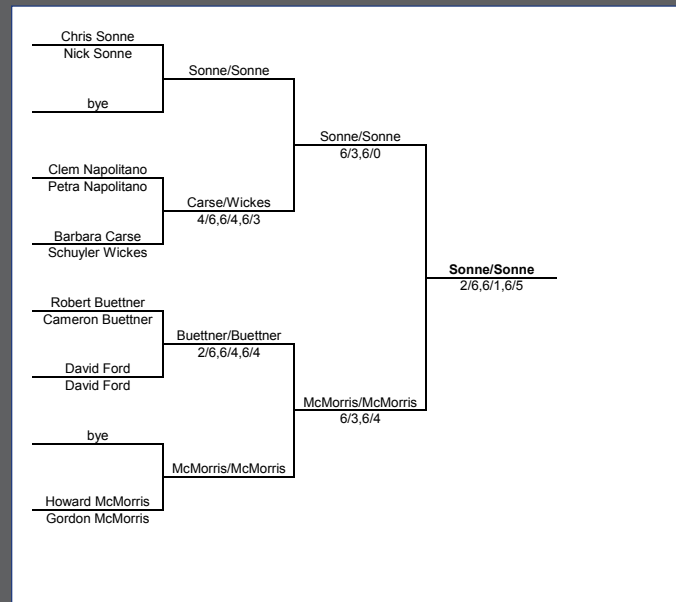 Chris Sonne
Nick Sonne
Sonne/Sonne
bye
Sonne/Sonne
6/3,6/0
Clem Napolitano
Petra Napolitano
Carse/Wickes
4/6,6/4,6/3
Barbara Carse
Schuyler Wickes
Sonne/Sonne
2/6,6/1,6/5
Robert Buettner
Cameron Buettner
Buettner/Buettner
2/6,6/4,6/4
David Ford
David Ford
McMorris/McMorris
6/3,6/4
bye
McMorris/McMorris
Howard McMorris
Gordon McMorris